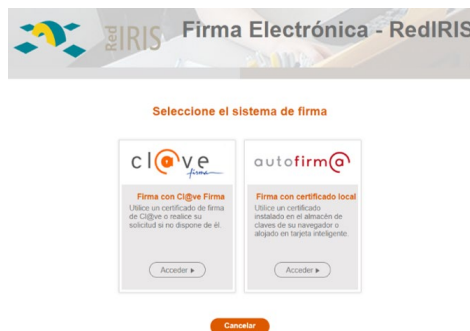 RedIRIS
Firma Electrónica - RedIRIS
Seleccione el sistema de firma
cl@ve
firma
autofirm@
Firma con Cl@ve Firma
Utilice un certificado de firma
de Cl@ve o realice su
solicitud si no dispone de él.
Acceder
Firma con certificado local
Utilice un certificado
instalado en el almacén de
claves de su navegador o
alojado en tarjeta inteligente.
Acceder
Cancelar